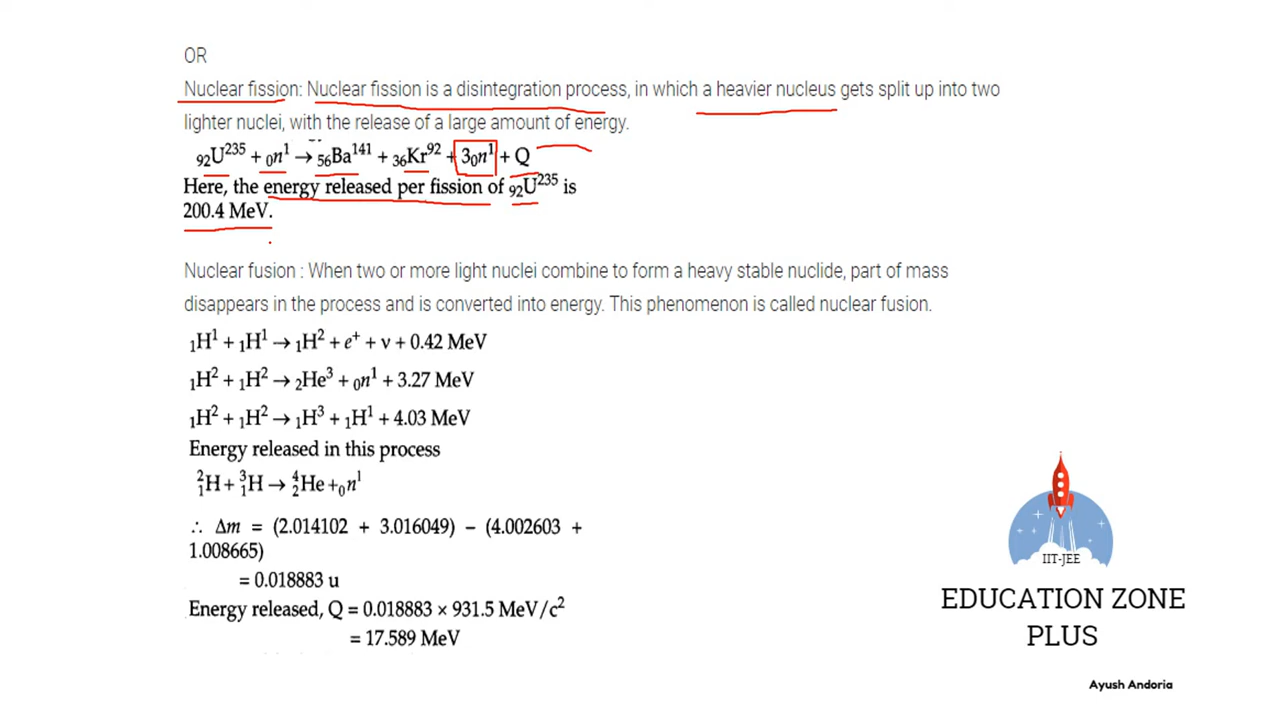 OR
Nuclear fission: Nuclear fission is a disintegration process, in which a heavier nucleus gets split up into two
lighter nuclei, with the release of a large amount of energy.
₉₂U²³⁵ + ₀n¹ → ₅₆Ba¹⁴¹ + ₃₆Kr⁹² + 3₀n¹ + Q
Here, the energy released per fission of ₉₂U²³⁵ is
200.4 MeV.
Nuclear fusion : When two or more light nuclei combine to form a heavy stable nuclide, part of mass
disappears in the process and is converted into energy. This phenomenon is called nuclear fusion.
₁H¹ + ₁H¹ → ₁H² + e⁺ + ν + 0.42 MeV
₁H² + ₁H² → ₂He³ + ₀n¹ + 3.27 MeV
₁H² + ₁H² → ₁H³ + ₁H¹ + 4.03 MeV
Energy released in this process
²₁H + ³₁H → ⁴₂He + ₀n¹
∴ Δm = (2.014102 + 3.016049) − (4.002603 +
1.008665)
= 0.018883 u
Energy released, Q = 0.018883 × 931.5 MeV/c²
= 17.589 MeV
IIT-JEE
EDUCATION ZONE
PLUS
Ayush Andoria